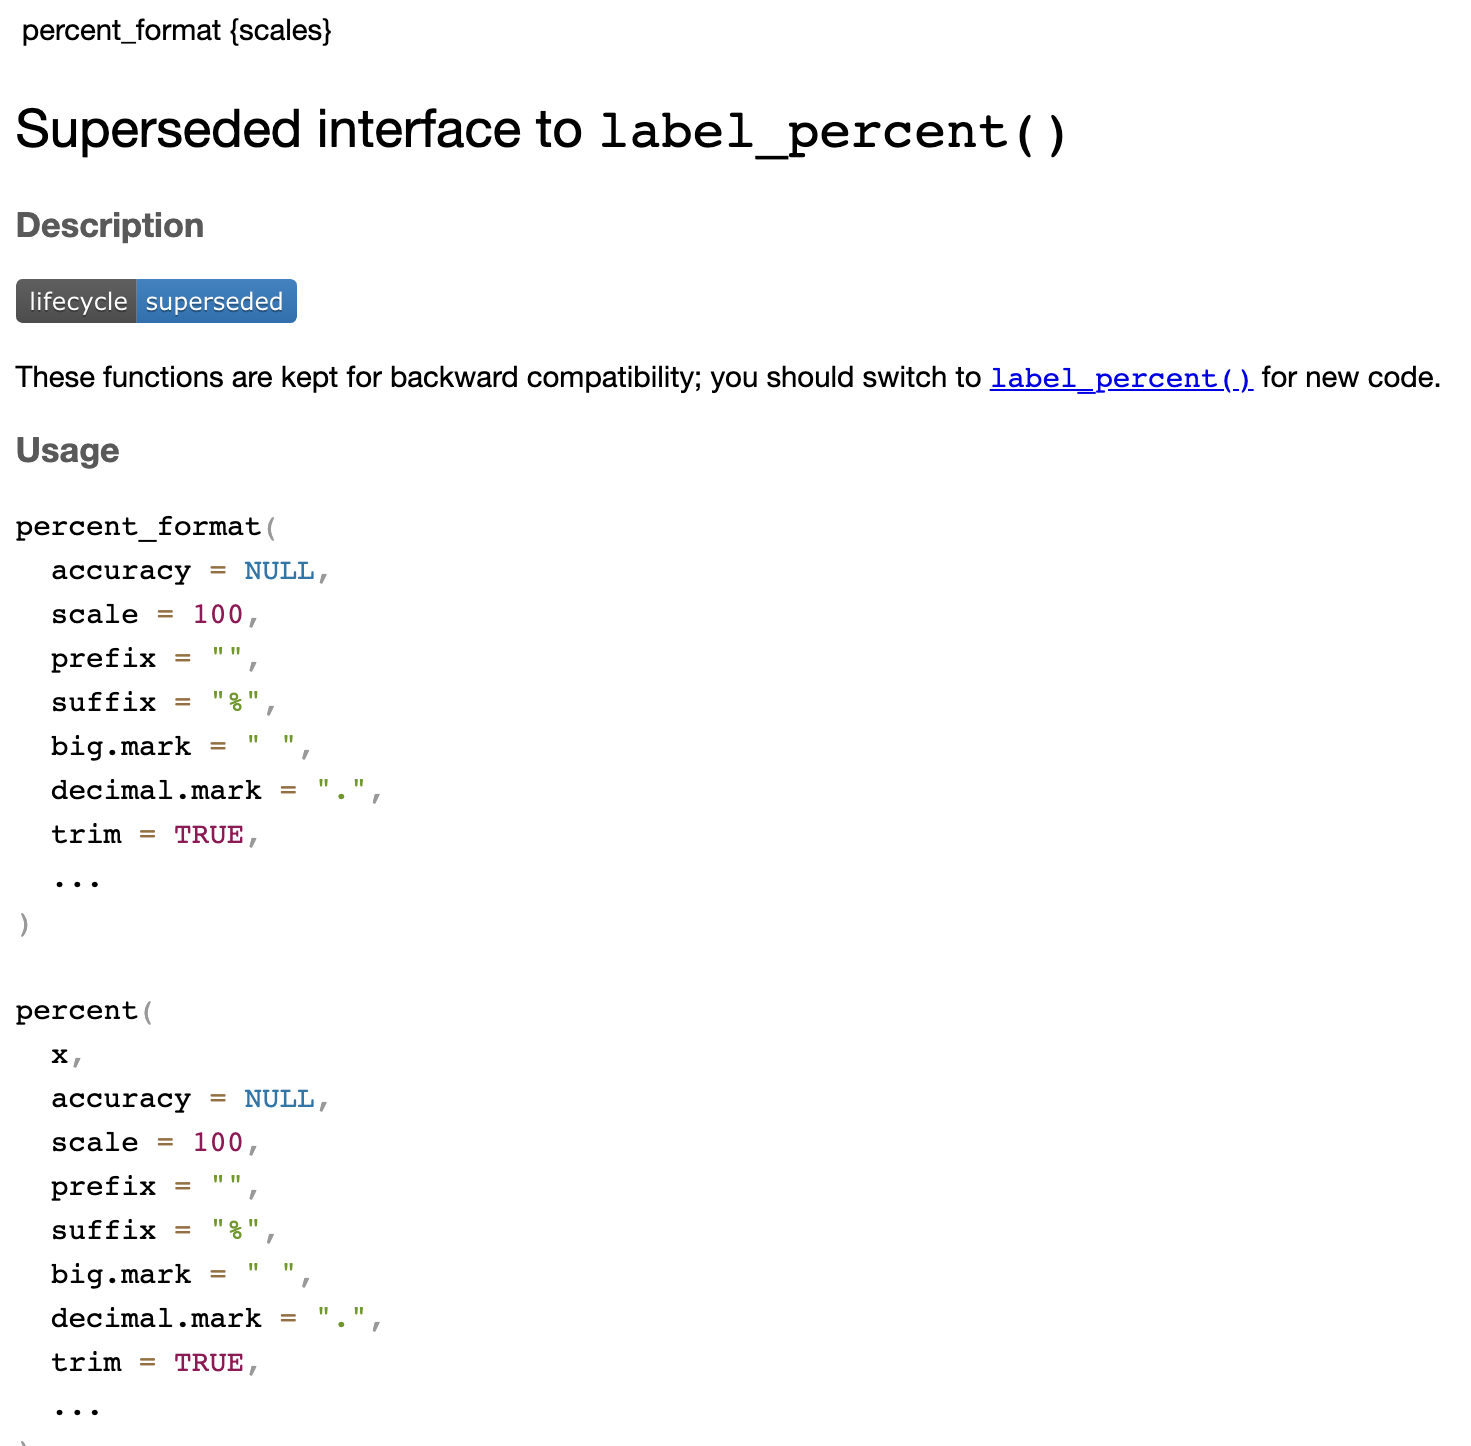 percent_format {scales}
Superseded interface to label_percent()
Description
lifecycle superseded
These functions are kept for backward compatibility; you should switch to label_percent() for new code.
Usage
percent_format(
  accuracy = NULL,
  scale = 100,
  prefix = "",
  suffix = "%",
  big.mark = " ",
  decimal.mark = ".",
  trim = TRUE,
  ...
)
percent(
  x,
  accuracy = NULL,
  scale = 100,
  prefix = "",
  suffix = "%",
  big.mark = " ",
  decimal.mark = ".",
  trim = TRUE,
  ...
)